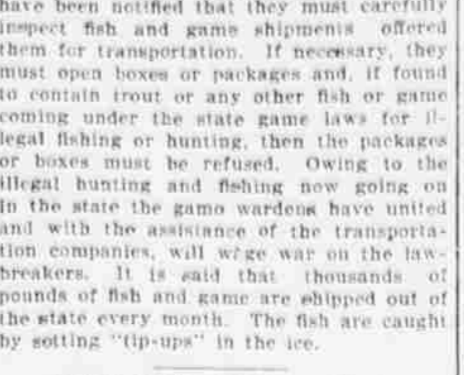 have been notified that they must carefully
inspect fish and game shipments offered
them for transportation. If necessary, they
must open boxes or packages and, if found
to contain trout or any other fish or game
coming under the state game laws for il-
legal fishing or hunting, then the packages
or boxes must be refused. Owing to the
illegal hunting and fishing now going on
in the state the game wardens have united
and with the assistance of the transporta-
tion companies, will wage war on the law-
breakers. It is said that thousands of
pounds of fish and game are shipped out of
the state every month. The fish are caught
by setting "tip-ups" in the ice.